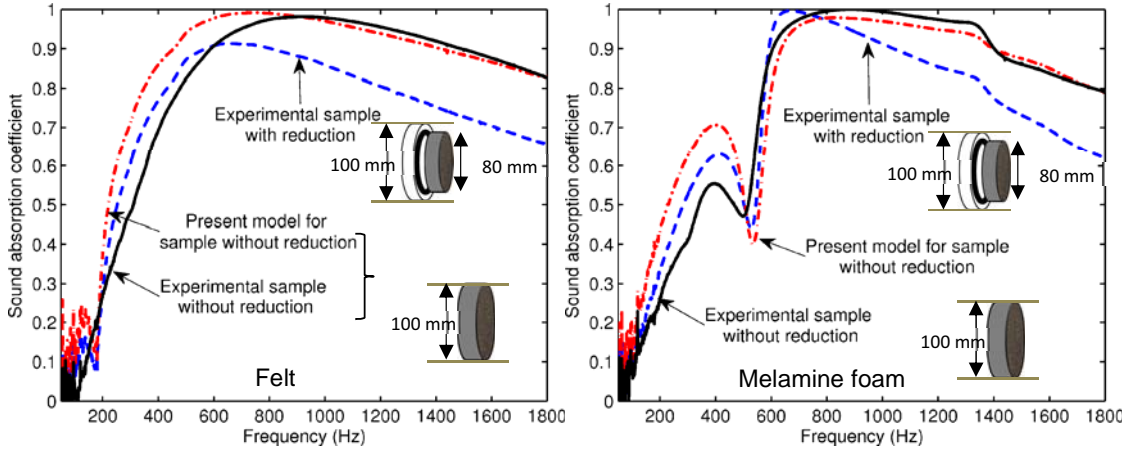 Sound absorption coefficient
1
0.9
0.8
0.7
0.6
0.5
0.4
0.3
0.2
0.1
0
Experimental sample
with reduction
100 mm
80 mm
Present model for
sample without reduction
Experimental sample
without reduction
100 mm
Felt
200 400 600 800 1000 1200 1400 1600 1800
Frequency (Hz)
Sound absorption coefficient
1
0.9
0.8
0.7
0.6
0.5
0.4
0.3
0.2
0.1
0
Experimental sample
with reduction
100 mm
80 mm
Present model for sample
without reduction
Experimental sample
without reduction
100 mm
Melamine foam
200 400 600 800 1000 1200 1400 1600 1800
Frequency (Hz)